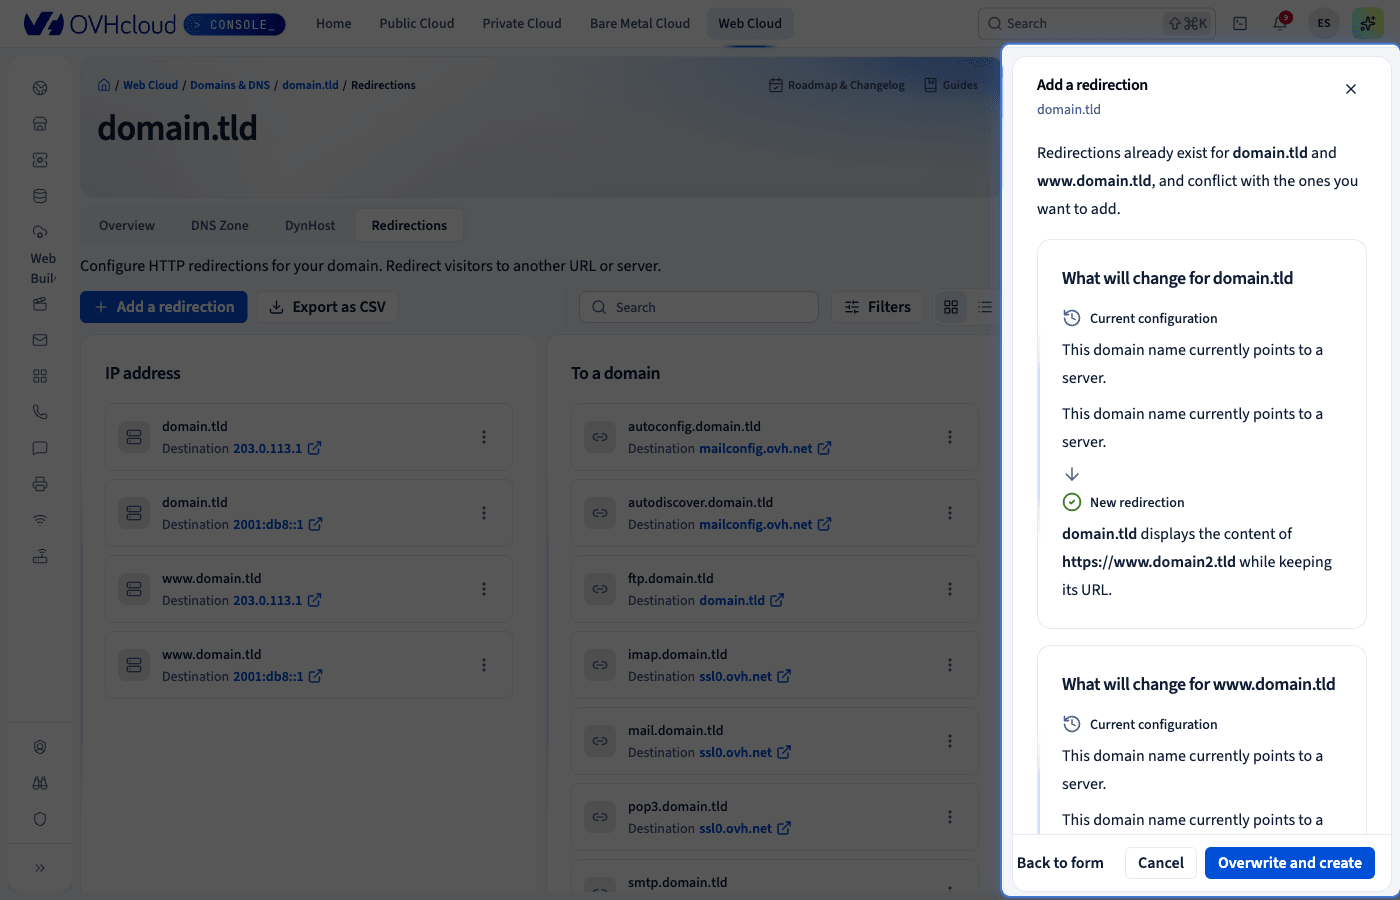 OVHcloud
> CONSOLE_
Home
Public Cloud
Private Cloud
Bare Metal Cloud
Web Cloud
Search
⇧⌘K
9
ES
/ Web Cloud / Domains & DNS / domain.tld / Redirections
Roadmap & Changelog
Guides
domain.tld
Overview
DNS Zone
DynHost
Redirections
Configure HTTP redirections for your domain. Redirect visitors to another URL or server.
+ Add a redirection
Export as CSV
Search
Filters
Web
Buil
IP address
domain.tld
Destination 203.0.113.1
domain.tld
Destination 2001:db8::1
www.domain.tld
Destination 203.0.113.1
www.domain.tld
Destination 2001:db8::1
To a domain
autoconfig.domain.tld
Destination mailconfig.ovh.net
autodiscover.domain.tld
Destination mailconfig.ovh.net
ftp.domain.tld
Destination domain.tld
imap.domain.tld
Destination ssl0.ovh.net
mail.domain.tld
Destination ssl0.ovh.net
pop3.domain.tld
Destination ssl0.ovh.net
smtp.domain.tld
Add a redirection
domain.tld
Redirections already exist for domain.tld and
www.domain.tld, and conflict with the ones you
want to add.
What will change for domain.tld
Current configuration
This domain name currently points to a
server.
This domain name currently points to a
server.
New redirection
domain.tld displays the content of
https://www.domain2.tld while keeping
its URL.
What will change for www.domain.tld
Current configuration
This domain name currently points to a
server.
This domain name currently points to a
Back to form
Cancel
Overwrite and create